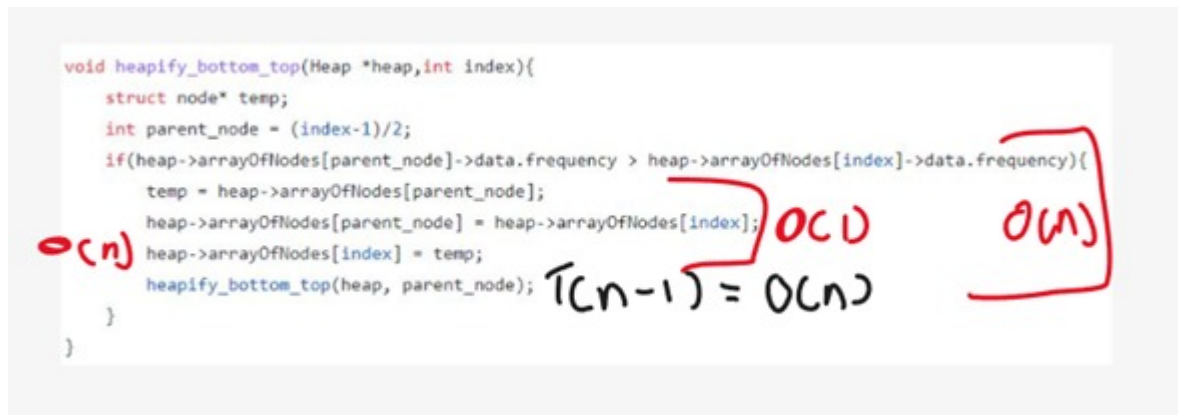 void heapify_bottom_top(Heap *heap,int index){
struct node* temp;
int parent_node = (index-1)/2;
if(heap->arrayOfNodes[parent_node]->data.frequency > heap->arrayOfNodes[index]->data.frequency){
temp = heap->arrayOfNodes[parent_node];
heap->arrayOfNodes[parent_node] = heap->arrayOfNodes[index];
O(1)
O(n)
O(n)
heap->arrayOfNodes[index] = temp;
heapify_bottom_top(heap, parent_node); T(n-1) = O(n)
}
}